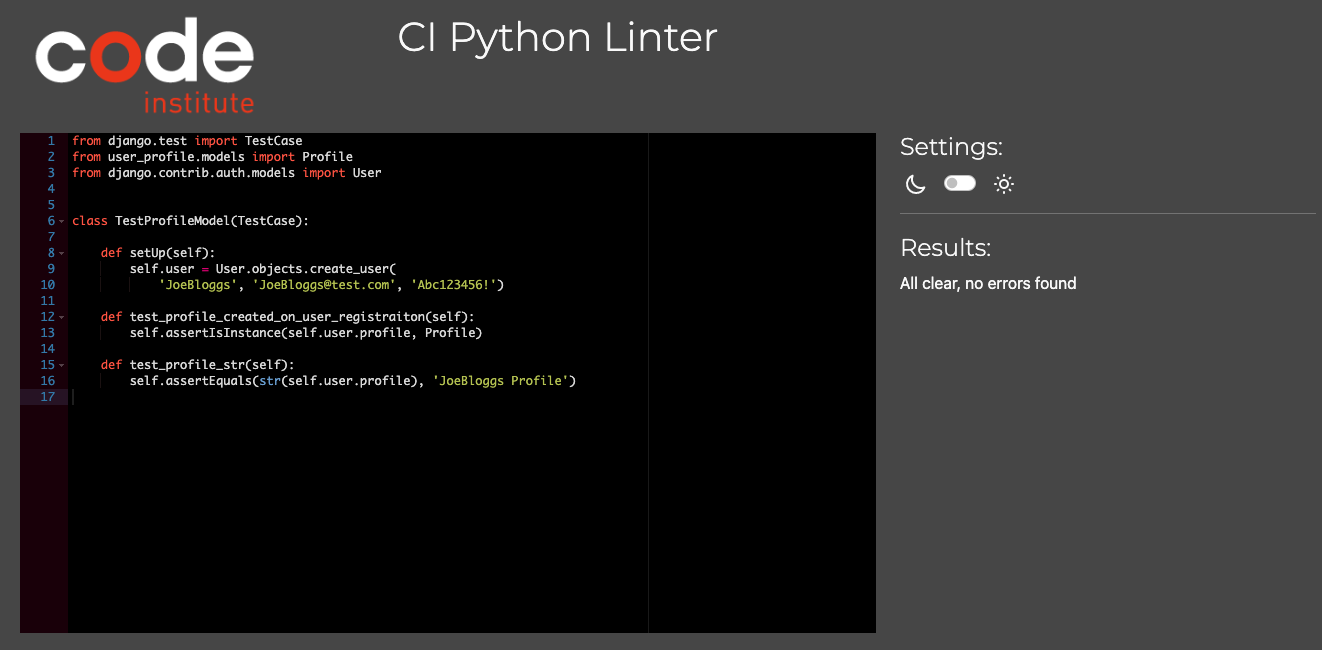 code
institute
CI Python Linter
1 from django.test import TestCase
2 from user_profile.models import Profile
3 from django.contrib.auth.models import User
4
5
6 class TestProfileModel(TestCase):
7
8     def setUp(self):
9         self.user = User.objects.create_user(
10             'JoeBloggs', 'JoeBloggs@test.com', 'Abc123456!')
11
12     def test_profile_created_on_user_registraiton(self):
13         self.assertIsInstance(self.user.profile, Profile)
14
15     def test_profile_str(self):
16         self.assertEquals(str(self.user.profile), 'JoeBloggs Profile')
17
Settings:
Results:
All clear, no errors found